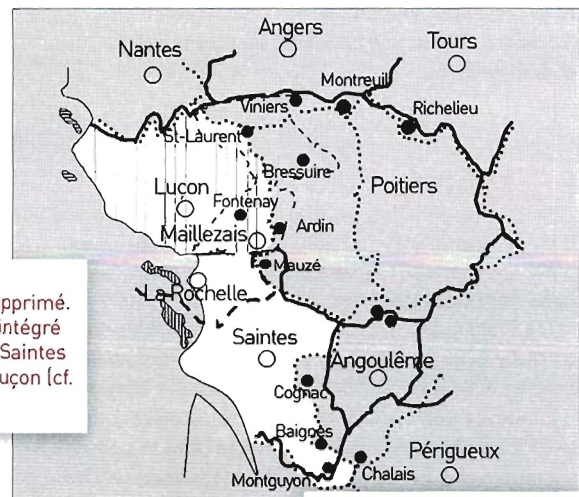 Angers
Nantes
Tours
Montreuil
Viniers
Richelieu
St-Laurent
Bressuire
Poitiers
Luçon
Fontenay
Ardin
Maillezais
Mauzé
La Rochelle
pprimé.
intégré
Saintes
uçon (cf.
Saintes
Angoulême
Cognac
Baignes
Périgueux
Montguyon
Chalais